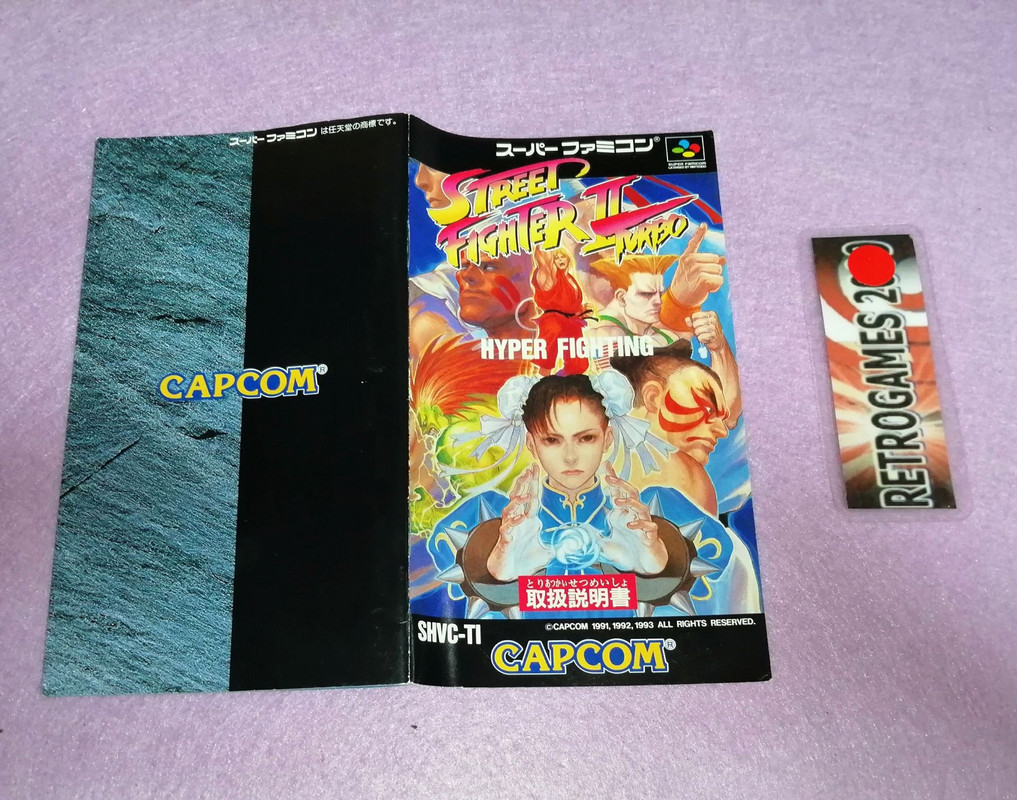 スーパーファミコンは任天堂の商標です。
CAPCOM®
スーパーファミコン®
SUPER FAMICOM
LICENSED BY NINTENDO
STREET
FIGHTER II
TURBO
HYPER FIGHTING
とりあつかいせつめいしょ
取扱説明書
SHVC-TI
©CAPCOM 1991, 1992, 1993 ALL RIGHTS RESERVED.
CAPCOM®
RETROGAMES